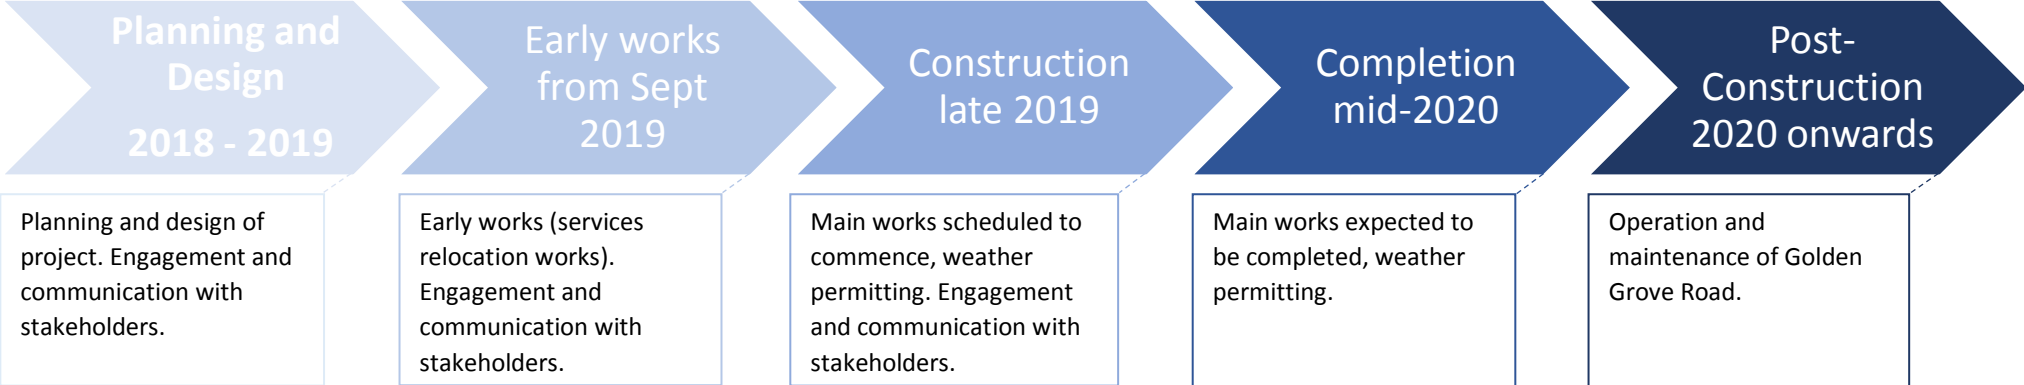 Planning and
Design
2018 - 2019
Early works
from Sept
2019
Construction
late 2019
Completion
mid-2020
Post-
Construction
2020 onwards
Planning and design of
project. Engagement and
communication with
stakeholders.
Early works (services
relocation works).
Engagement and
communication with
stakeholders.
Main works scheduled to
commence, weather
permitting. Engagement
and communication with
stakeholders.
Main works expected to
be completed, weather
permitting.
Operation and
maintenance of Golden
Grove Road.